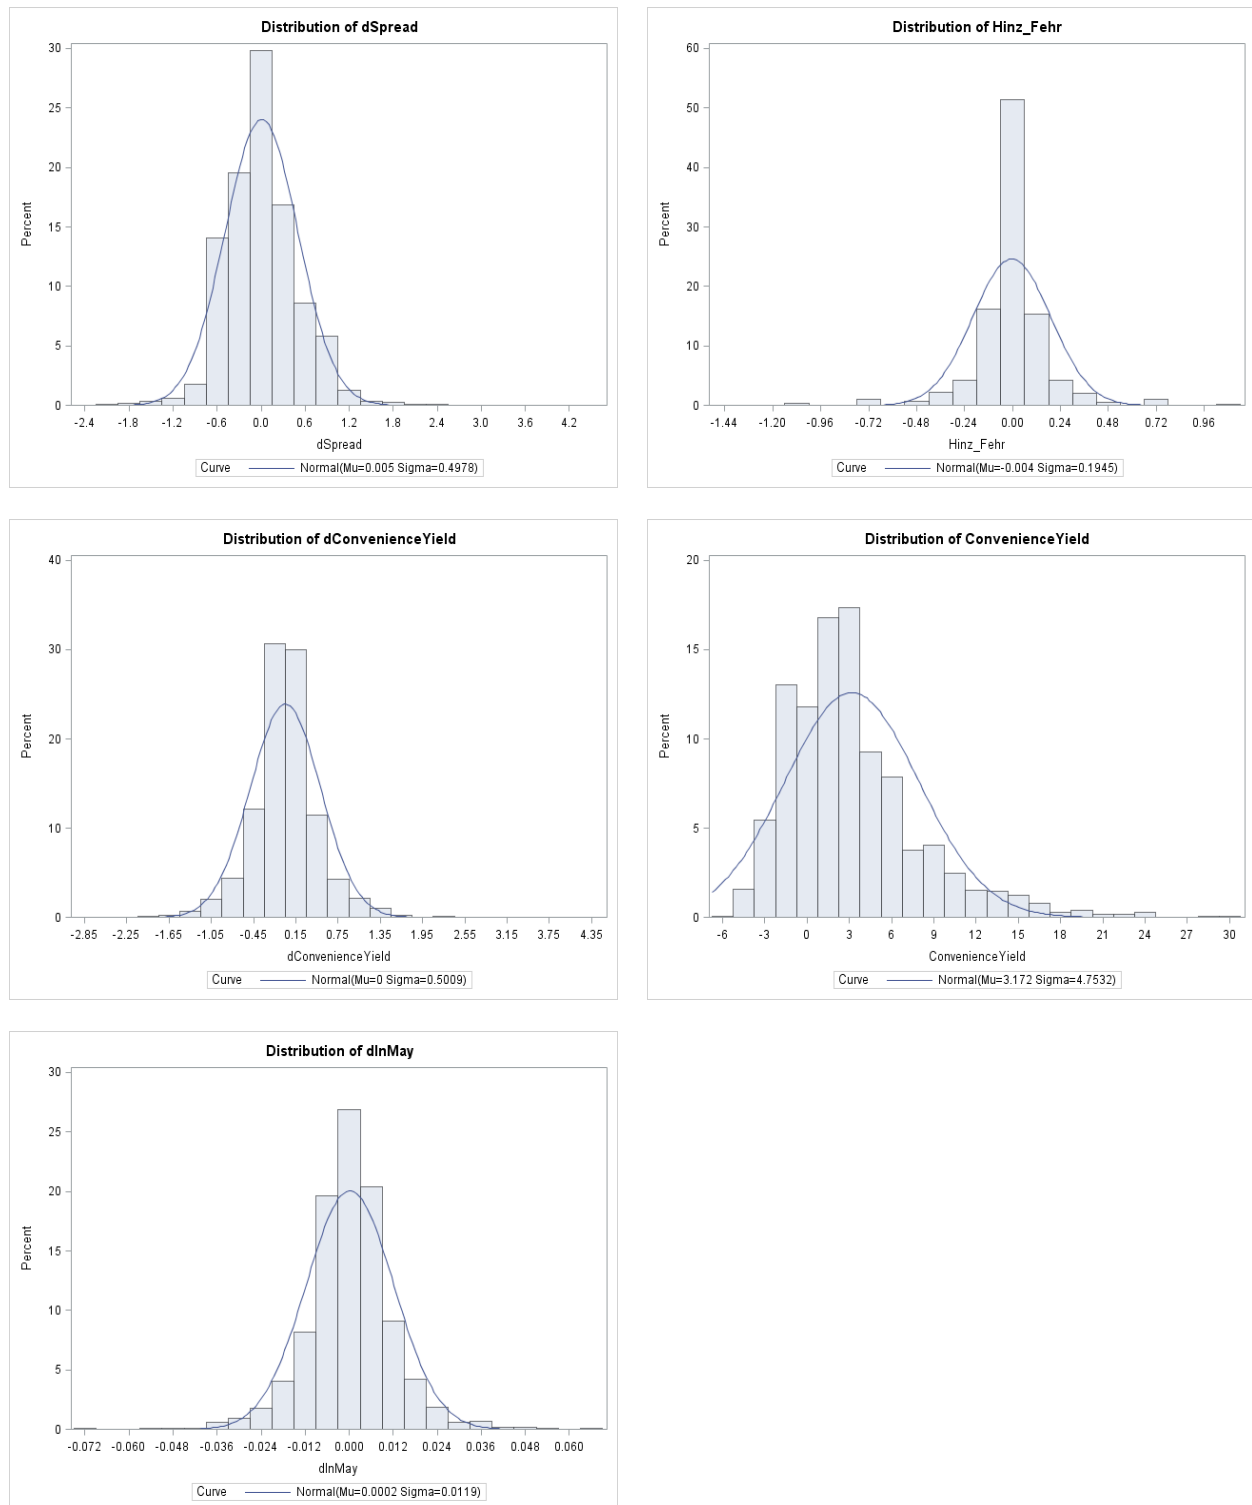 Distribution of dSpread
30
25
20
15
10
5
0
Percent
-2.4 -1.8 -1.2 -0.6 0.0 0.6 1.2 1.8 2.4 3.0 3.6 4.2
dSpread
Curve Normal(Mu=0.005 Sigma=0.4978)
Distribution of Hinz_Fehr
60
50
40
30
20
10
0
Percent
-1.44 -1.20 -0.96 -0.72 -0.48 -0.24 0.00 0.24 0.48 0.72 0.96
Hinz_Fehr
Curve Normal(Mu=-0.004 Sigma=0.1945)
Distribution of dConvenienceYield
40
30
20
10
0
Percent
-2.85 -2.25 -1.65 -1.05 -0.45 0.15 0.75 1.35 1.95 2.55 3.15 3.75 4.35
dConvenienceYield
Curve Normal(Mu=0 Sigma=0.5009)
Distribution of ConvenienceYield
20
15
10
5
0
Percent
-6 -3 0 3 6 9 12 15 18 21 24 27 30
ConvenienceYield
Curve Normal(Mu=3.172 Sigma=4.7532)
Distribution of dlnMay
30
25
20
15
10
5
0
Percent
-0.072 -0.060 -0.048 -0.036 -0.024 -0.012 0.000 0.012 0.024 0.036 0.048 0.060
dlnMay
Curve Normal(Mu=0.0002 Sigma=0.0119)